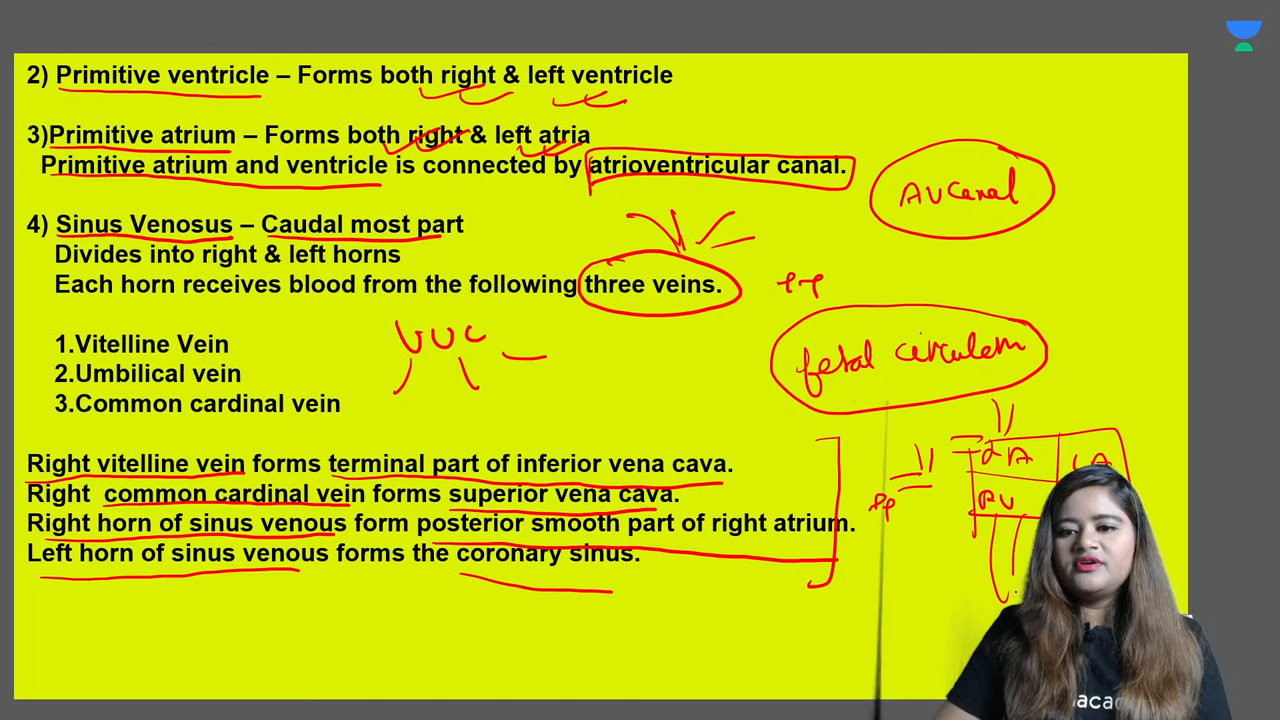 2) Primitive ventricle – Forms both right & left ventricle
3)Primitive atrium – Forms both right & left atria
Primitive atrium and ventricle is connected by atrioventricular canal.
AV Canal
4) Sinus Venosus – Caudal most part
Divides into right & left horns
Each horn receives blood from the following three veins.
VUC
fetal
1.Vitelline Vein
2.Umbilical vein
3.Common cardinal vein
Right vitelline vein forms terminal part of inferior vena cava.
Right common cardinal vein forms superior vena cava.
Right horn of sinus venous form posterior smooth part of right atrium.
Left horn of sinus venous forms the coronary sinus.
LA